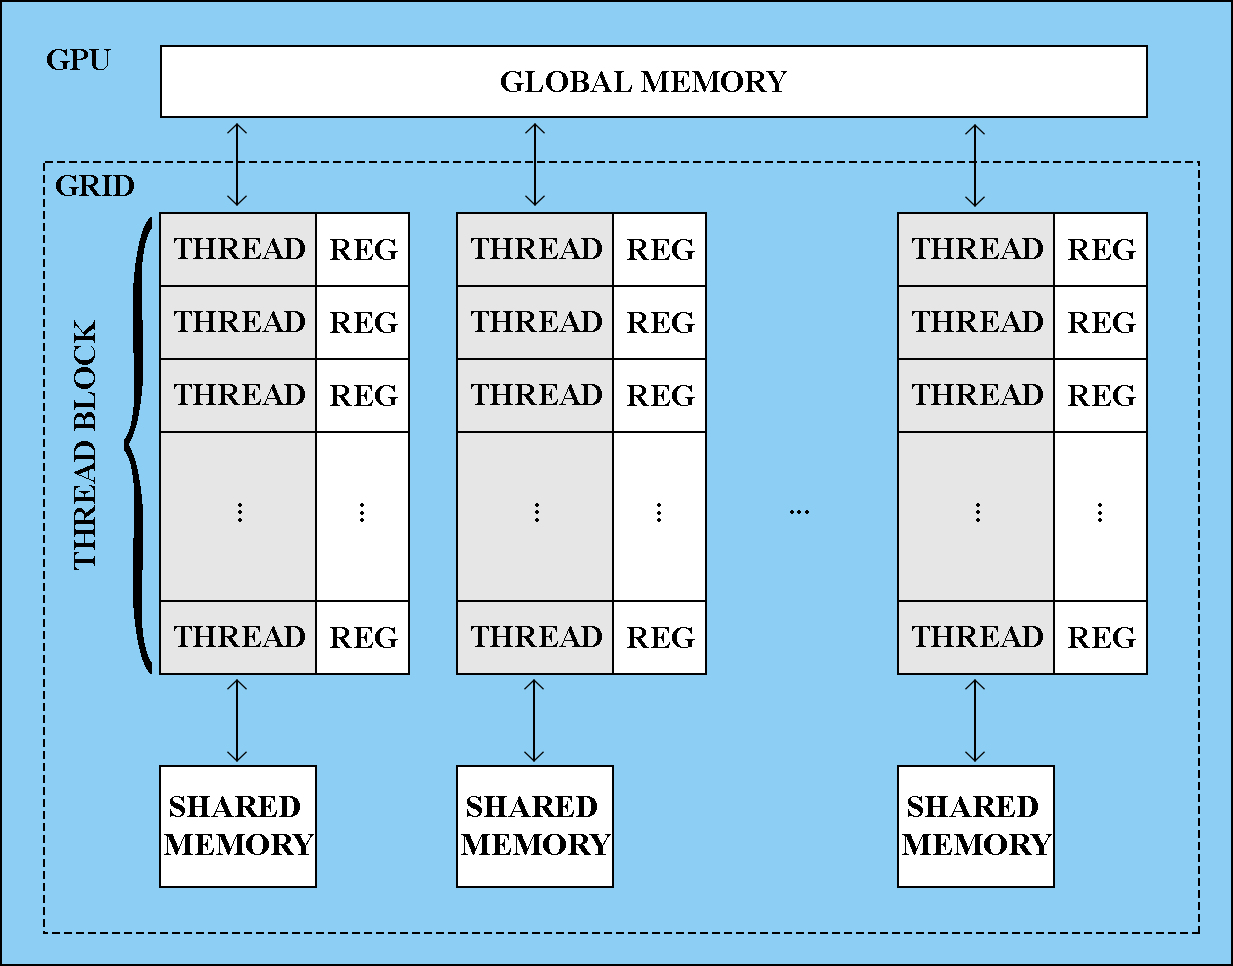 GPU
GLOBAL MEMORY
GRID
THREAD BLOCK
THREAD REG THREAD REG THREAD REG
THREAD REG THREAD REG THREAD REG
THREAD REG THREAD REG THREAD REG
... ... ... ... ... ... ...
THREAD REG THREAD REG THREAD REG
SHARED SHARED SHARED
MEMORY MEMORY MEMORY